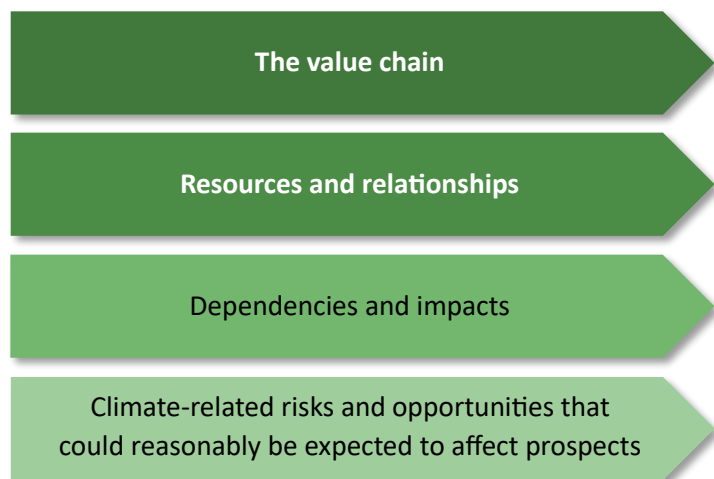 The value chain
Resources and relationships
Dependencies and impacts
Climate-related risks and opportunities that
could reasonably be expected to affect prospects